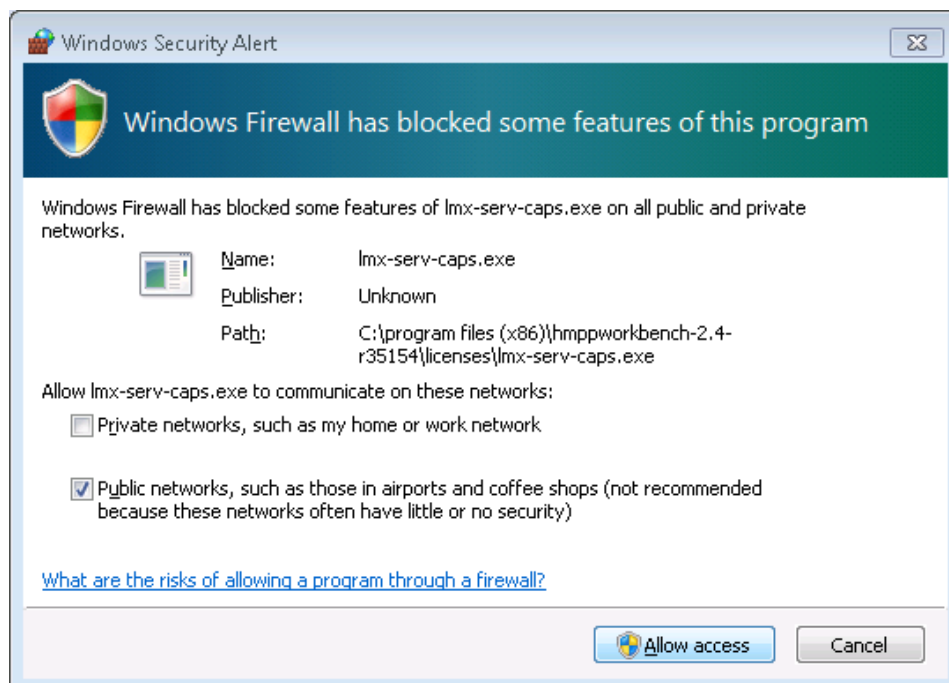 Windows Security Alert
Windows Firewall has blocked some features of this program
Windows Firewall has blocked some features of lmx-serv-caps.exe on all public and private
networks.
Name: lmx-serv-caps.exe
Publisher: Unknown
Path: C:\program files (x86)\hmppworkbench-2.4-
r35154\licenses\lmx-serv-caps.exe
Allow lmx-serv-caps.exe to communicate on these networks:
Private networks, such as my home or work network
Public networks, such as those in airports and coffee shops (not recommended
because these networks often have little or no security)
What are the risks of allowing a program through a firewall?
Allow access Cancel